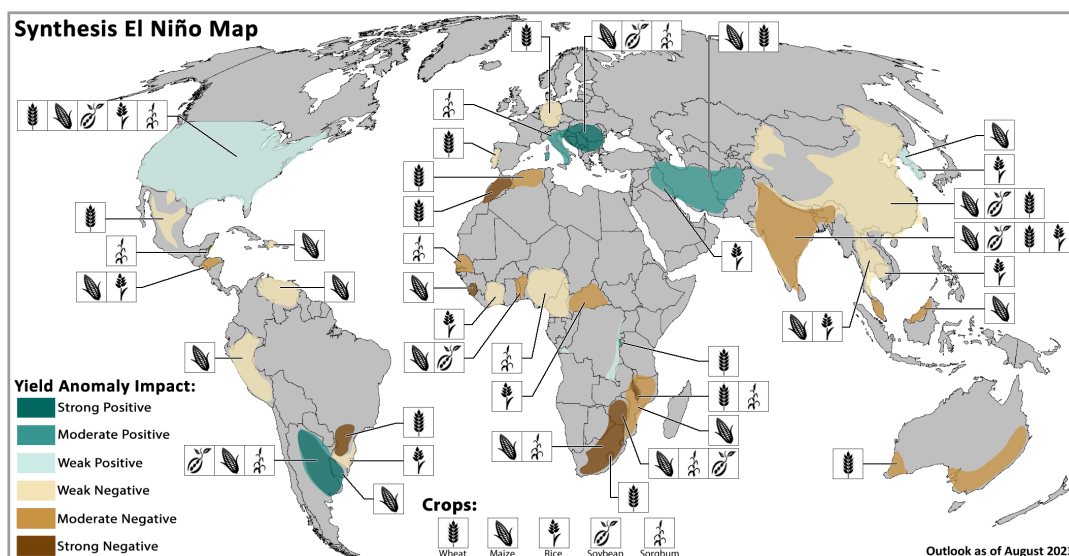 Synthesis El Niño Map
Yield Anomaly Impact:
Strong Positive
Moderate Positive
Weak Positive
Weak Negative
Moderate Negative
Strong Negative
Crops:
Wheat Maize Rice Soybean Sorghum
Outlook as of August 2023